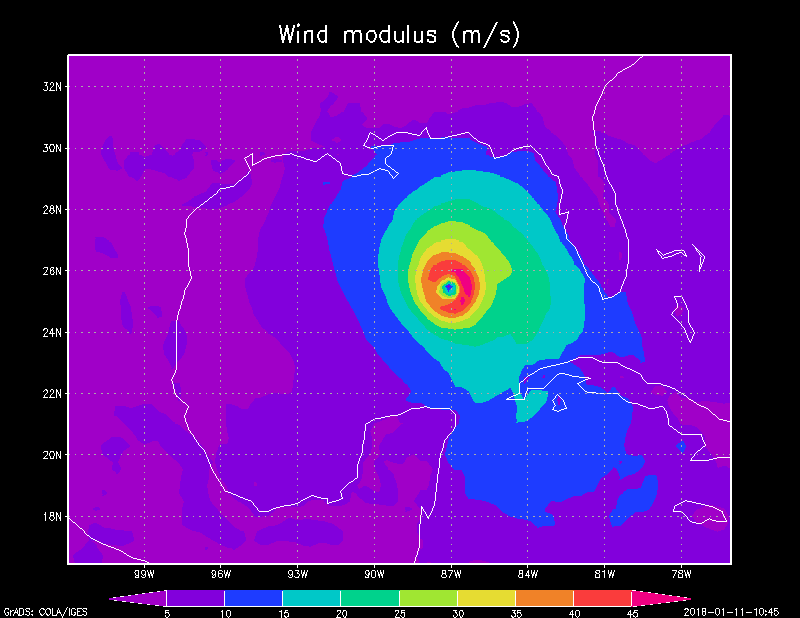 Wind modulus (m/s)
32N
30N
28N
26N
24N
22N
20N
18N
99W 96W 93W 90W 87W 84W 81W 78W
5 10 15 20 25 30 35 40 45
GrADS: COLA/IGES 2018-01-11-10:45